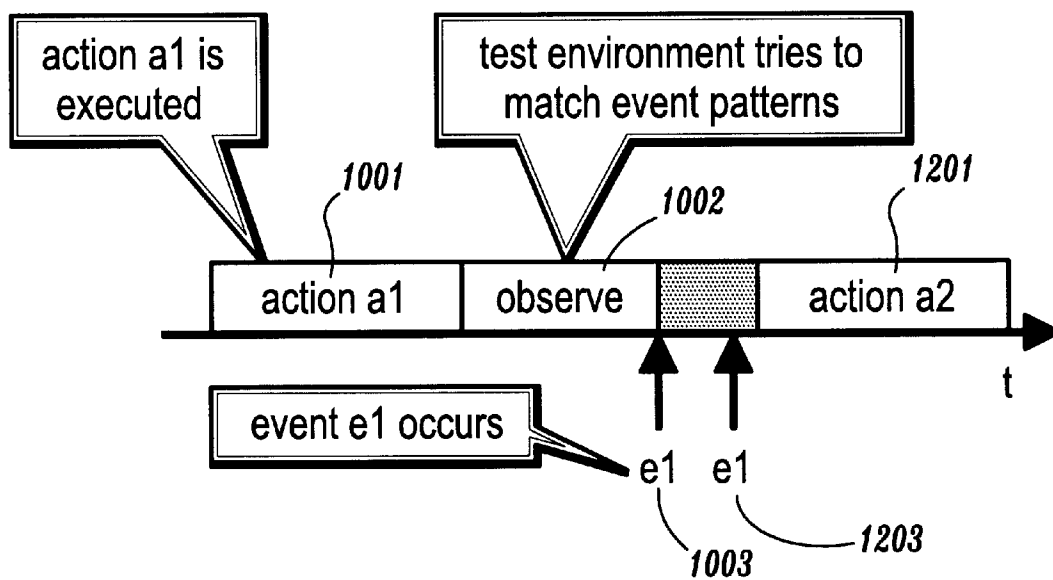 action a1 is
executed
test environment tries to
match event patterns
1001
1002
1201
action a1
observe
action a2
t
event e1 occurs
e1
e1
1003
1203